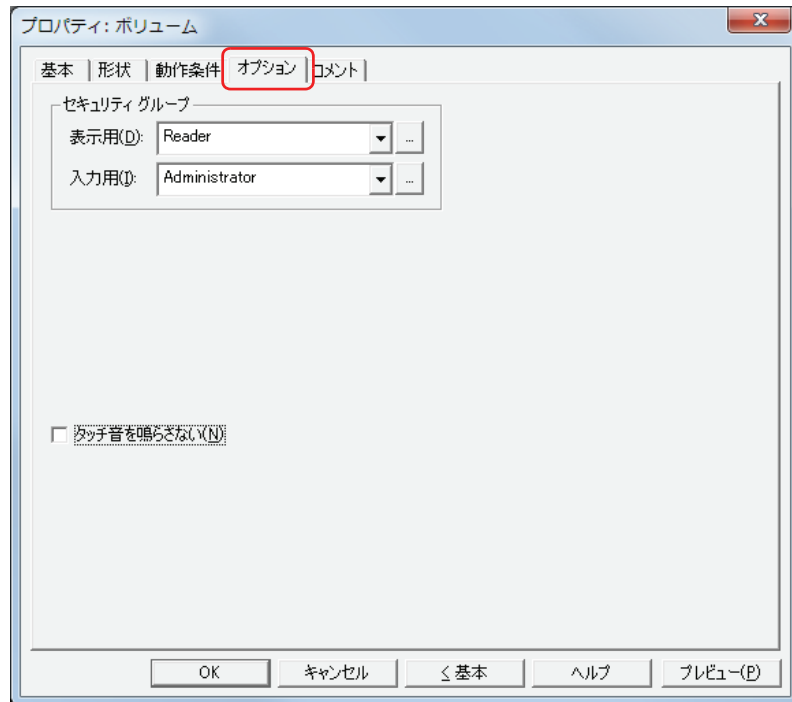 プロパティ: ボリューム
基本 形状 動作条件 オプション コメント
セキュリティ グループ
表示用(D): Reader ...
入力用(I): Administrator ...
タッチ音を鳴らさない(N)
OK キャンセル < 基本 ヘルプ プレビュー(P)